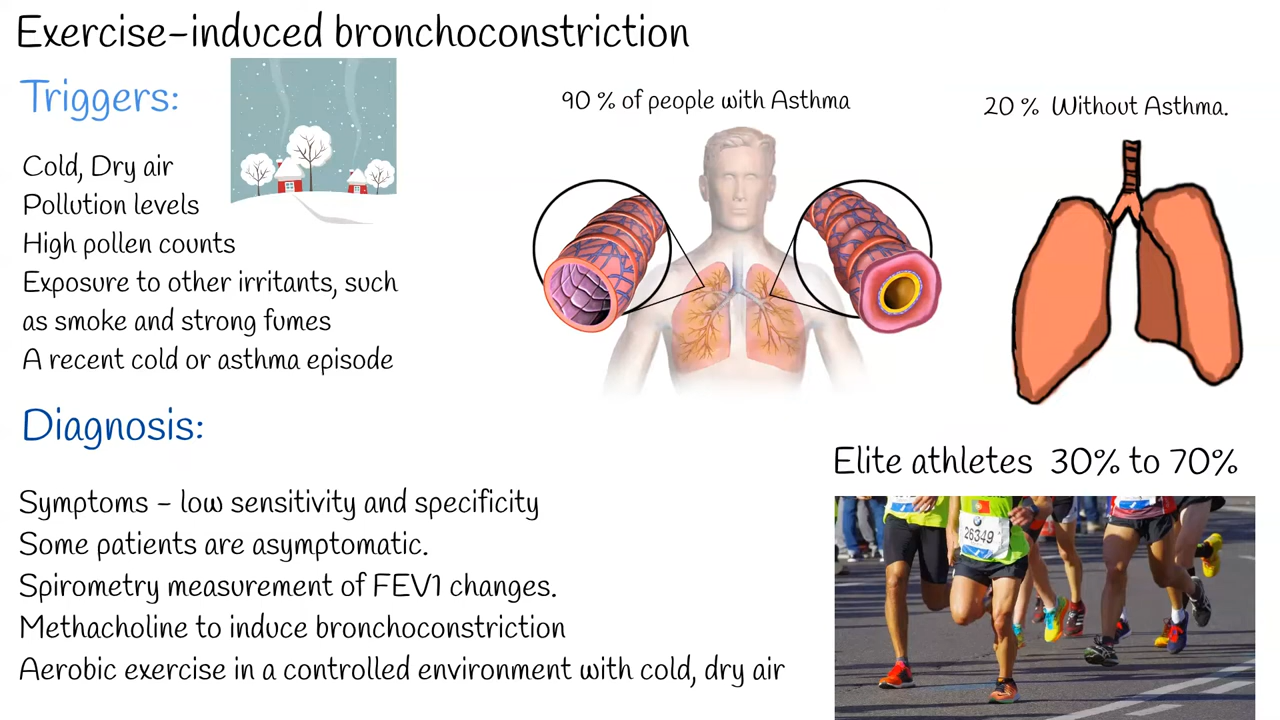 Exercise-induced bronchoconstriction
Triggers:
Cold, Dry air
Pollution levels
High pollen counts
Exposure to other irritants, such
as smoke and strong fumes
A recent cold or asthma episode
90 % of people with Asthma
20 % Without Asthma.
Diagnosis:
Symptoms - low sensitivity and specificity
Some patients are asymptomatic.
Spirometry measurement of FEV1 changes.
Methacholine to induce bronchoconstriction
Aerobic exercise in a controlled environment with cold, dry air
Elite athletes 30% to 70%
26349